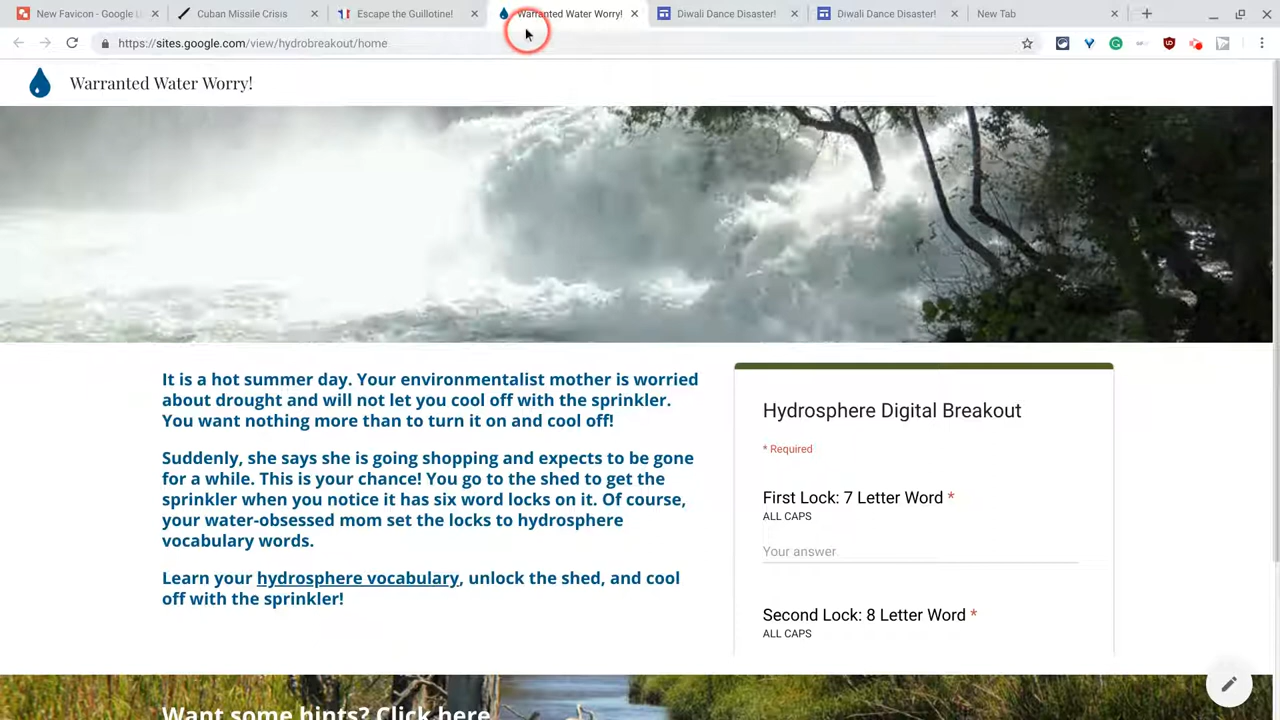 New Favicon - Google
Cuban Missile Crisis
Escape the Guillotine!
Warranted Water Worry!
Diwali Dance Disaster!
Diwali Dance Disaster!
New Tab
https://sites.google.com/view/hydrobreakout/home
Warranted Water Worry!
It is a hot summer day. Your environmentalist mother is worried
about drought and will not let you cool off with the sprinkler.
You want nothing more than to turn it on and cool off!
Suddenly, she says she is going shopping and expects to be gone
for a while. This is your chance! You go to the shed to get the
sprinkler when you notice it has six word locks on it. Of course,
your water-obsessed mom set the locks to hydrosphere
vocabulary words.
Learn your hydrosphere vocabulary, unlock the shed, and cool
off with the sprinkler!
Hydrosphere Digital Breakout
* Required
First Lock: 7 Letter Word *
ALL CAPS
Your answer
Second Lock: 8 Letter Word *
ALL CAPS
Want some hints? Click here